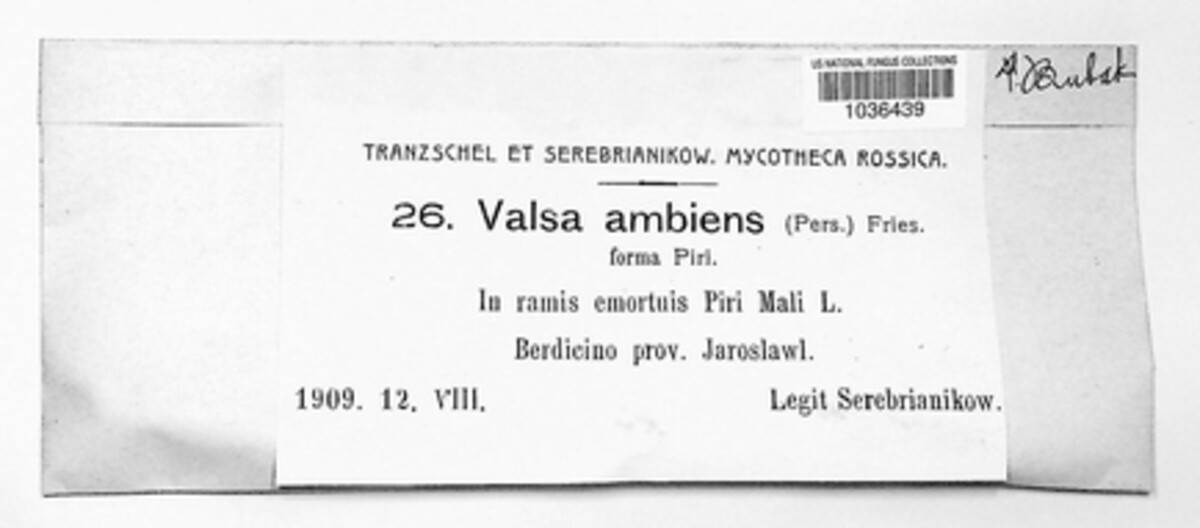 US NATIONAL FUNGUS COLLECTIONS
1036439
TRANZSCHEL ET SEREBRIANIKOW. MYCOTHECA ROSSICA.
26. Valsa ambiens (Pers.) Fries.
forma Piri.
In ramis emortuis Piri Mali L.
Berdicino prov. Jaroslawl.
1909. 12. VIII.
Legit Serebrianikow.